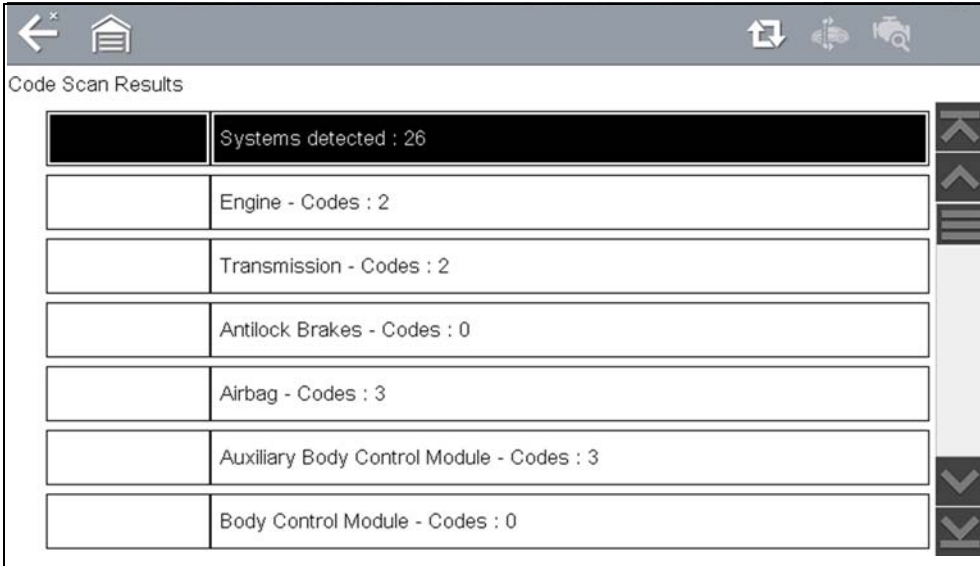 Code Scan Results
Systems detected : 26
Engine - Codes : 2
Transmission - Codes : 2
Antilock Brakes - Codes : 0
Airbag - Codes : 3
Auxiliary Body Control Module - Codes : 3
Body Control Module - Codes : 0